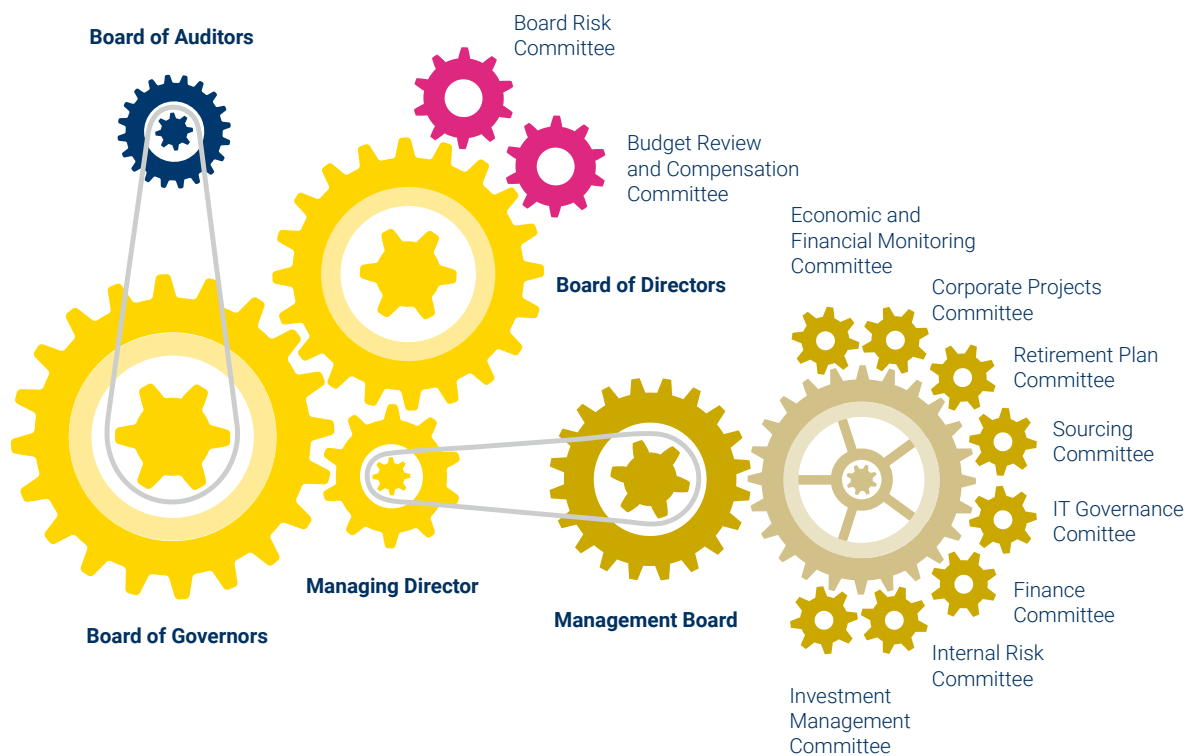 Board of Auditors
Board Risk
Committee
Budget Review
and Compensation
Committee
Board of Directors
Economic and
Financial Monitoring
Committee
Corporate Projects
Committee
Retirement Plan
Committee
Sourcing
Committee
IT Governance
Comittee
Finance
Committee
Internal Risk
Committee
Investment
Management
Committee
Managing Director
Management Board
Board of Governors